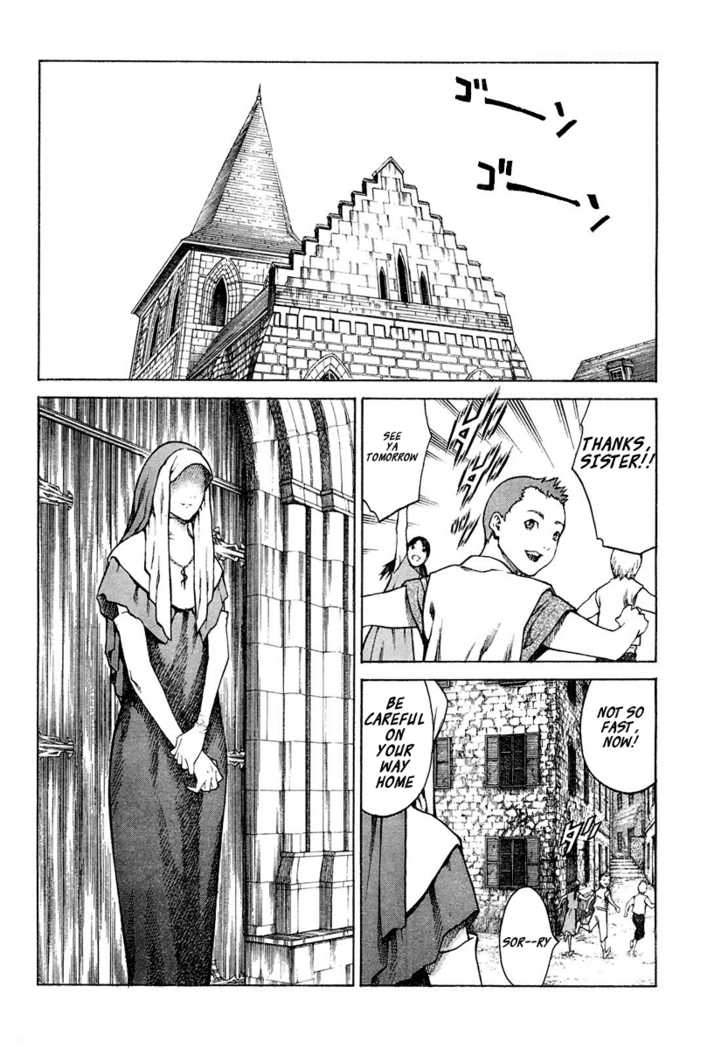 ゴーン
ゴーン
THANKS,
SISTER!!
SEE
YA
TOMORROW
NOT SO
FAST,
NOW!
BE
CAREFUL
ON
YOUR
WAY
HOME
SOR--RY